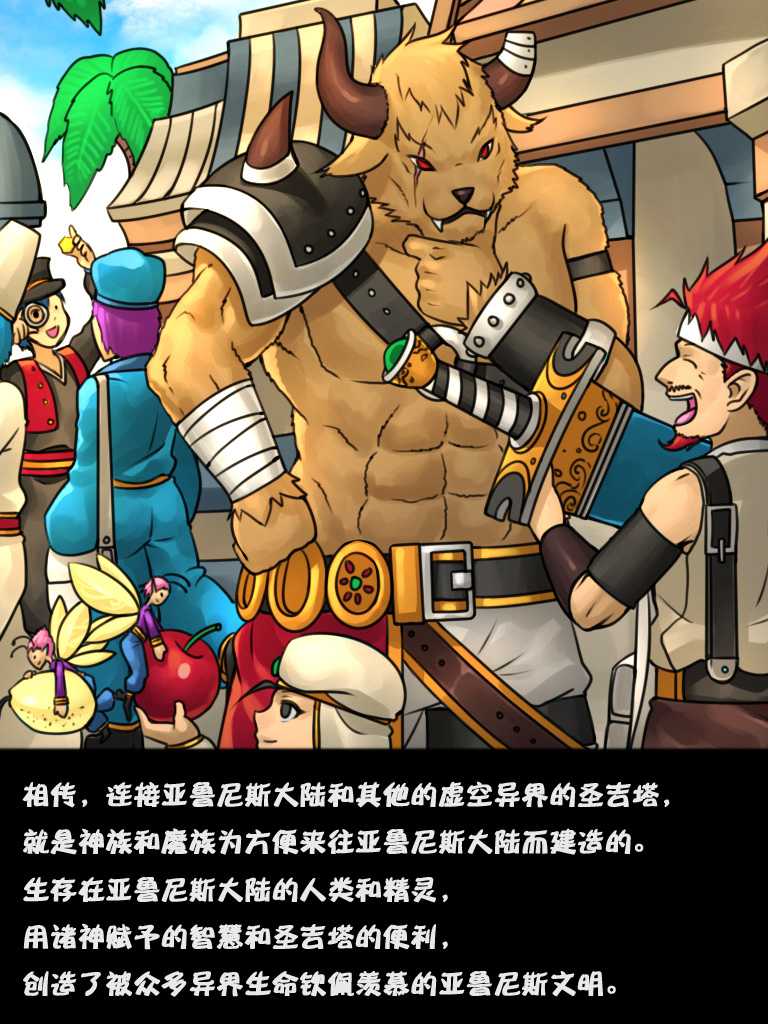 相传，连接亚鲁尼斯大陆和其他的虚空异界的圣吉塔，
就是神族和魔族为方便来往亚鲁尼斯大陆而建造的。
生存在亚鲁尼斯大陆的人类和精灵，
用诸神赋予的智慧和圣吉塔的便利，
创造了被众多异界生命钦佩羡慕的亚鲁尼斯文明。